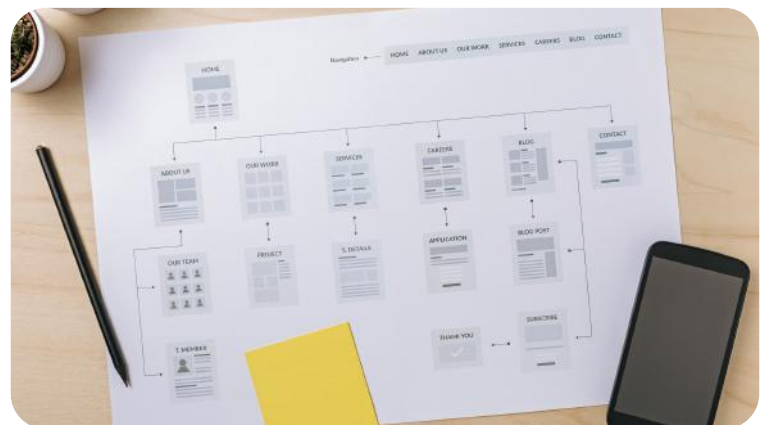 Navigation
HOME ABOUT US OUR WORK SERVICES CAREERS BLOG CONTACT
HOME
ABOUT US
OUR WORK
SERVICES
CAREERS
BLOG
CONTACT
OUR TEAM
PROJECT
S. DETAILS
APPLICATION
BLOG POST
T. MEMBER
THANK YOU
SUBSCRIBE